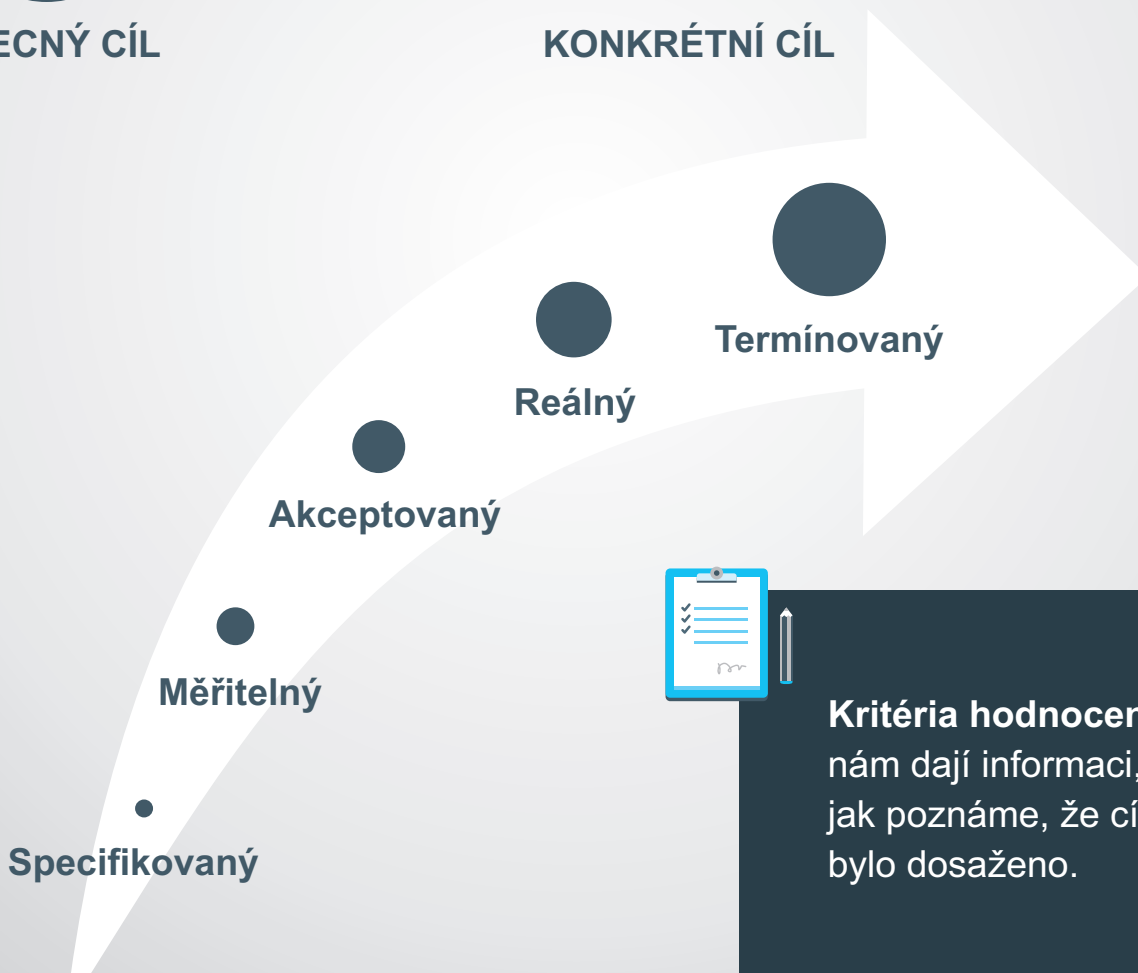 ECNÝ CÍL
KONKRÉTNÍ CÍL
Termínovaný
Reálný
Akceptovaný
Měřitelný
Specifikovaný
Kritéria hodnocen
nám dají informaci,
jak poznáme, že cí
bylo dosaženo.